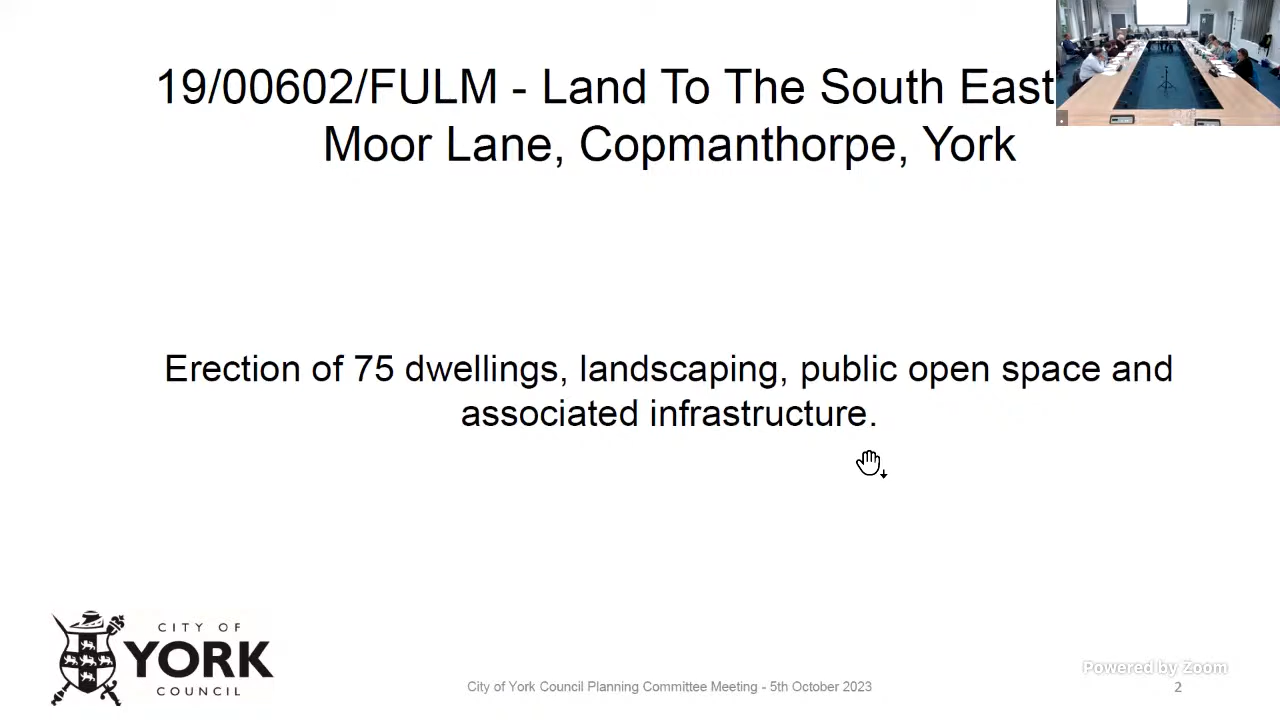 19/00602/FULM - Land To The South East
Moor Lane, Copmanthorpe, York
Erection of 75 dwellings, landscaping, public open space and
associated infrastructure.
CITY OF
YORK
COUNCIL
City of York Council Planning Committee Meeting - 5th October 2023
Powered by Zoom
2